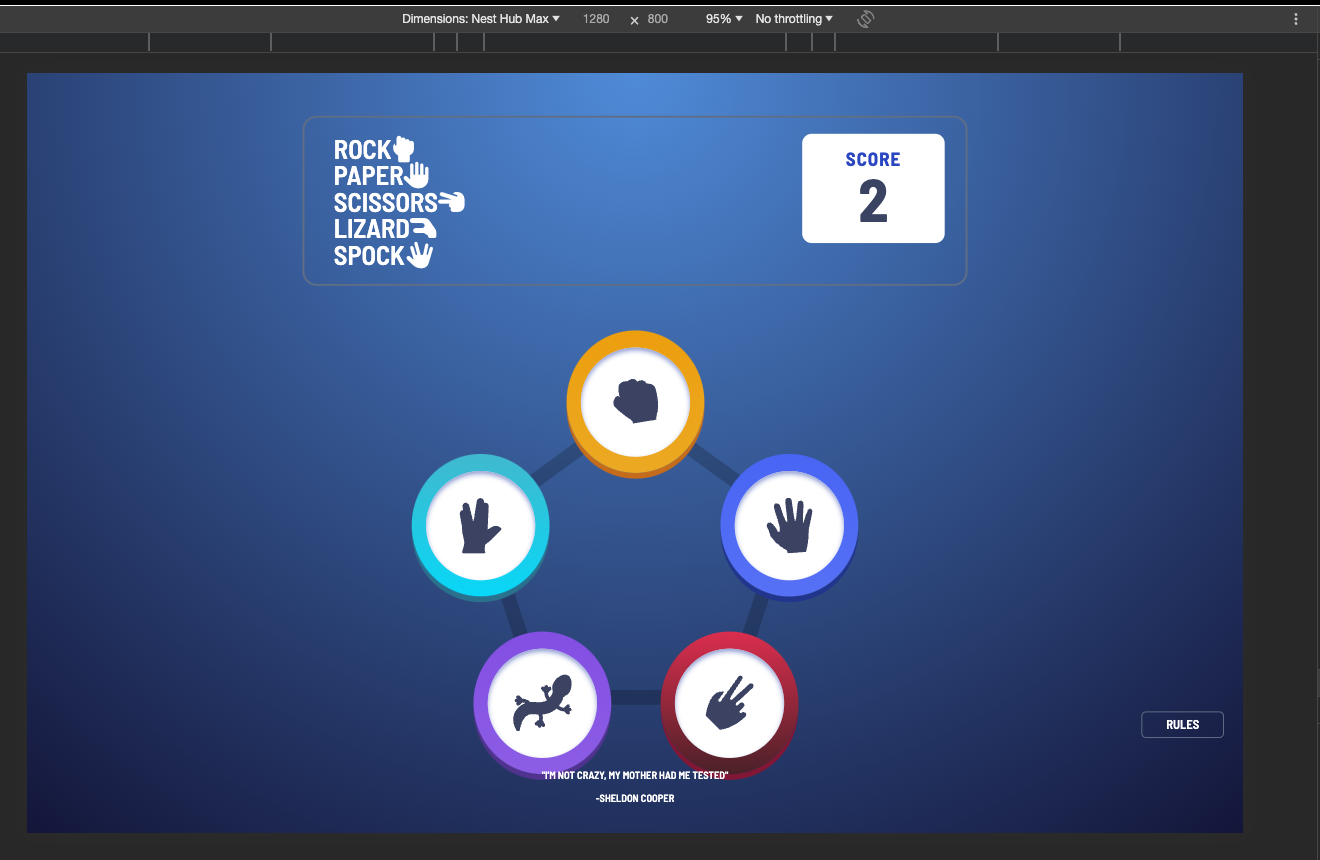 Dimensions: Nest Hub Max ▾ 1280 × 800 95% ▾ No throttling ▾
ROCK
PAPER
SCISSORS
LIZARD
SPOCK
SCORE
2
RULES
"I'M NOT CRAZY, MY MOTHER HAD ME TESTED"
-SHELDON COOPER